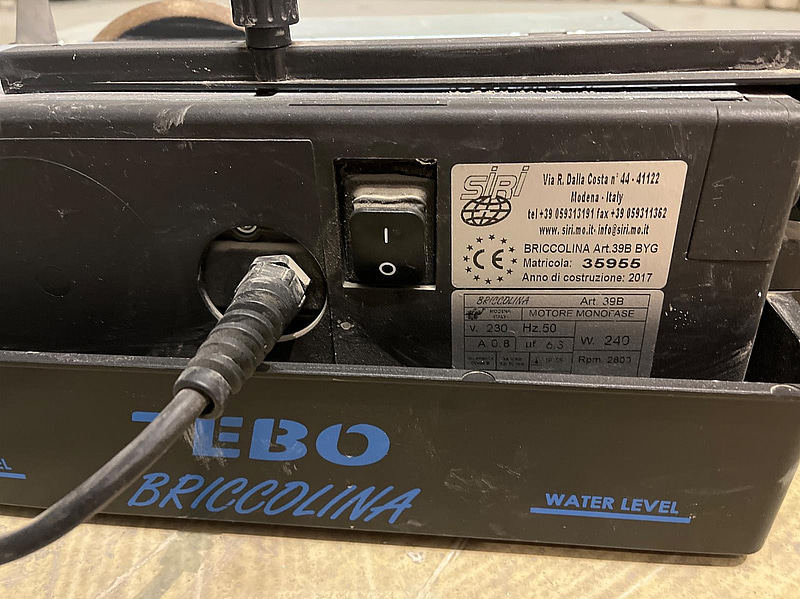 I
O
SIRI
Via R. Dalla Costa n° 44 - 41122
Modena - Italy
tel +39 059313191 fax +39 059311362
www. siri.mo.it- info@siri.mo.it
CE
BRICCOLINA Art.39B BYG
Matricola: 35955
Anno di costruzione: 2017
BRICCOLINA Art. 39B
MODENA MOTORE MONOFASE
V. 230 Hz.50 W. 240
A 0.8 µf 6.3 Rpm 2800
TEBO
BRICCOLINA
WATER LEVEL